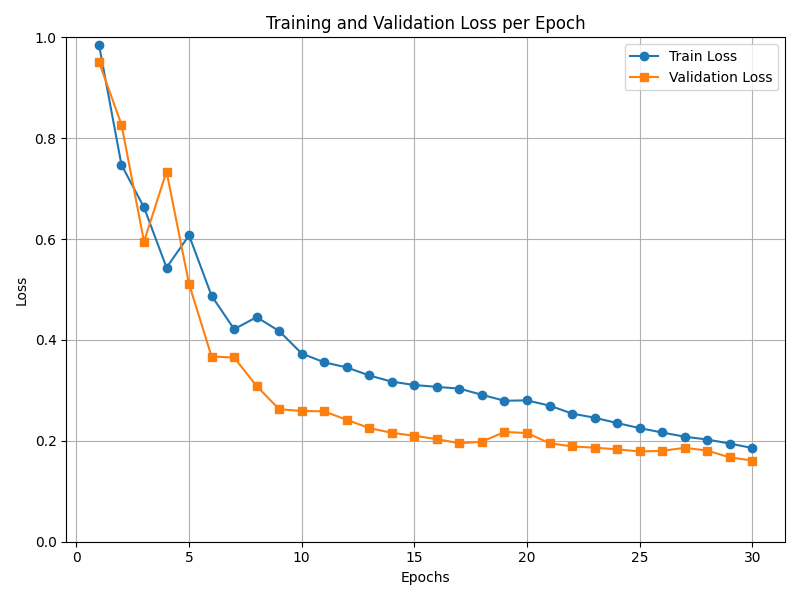 Training and Validation Loss per Epoch
Train Loss
Validation Loss
1.0
0.8
0.6
0.4
0.2
0.0
Loss
0 5 10 15 20 25 30
Epochs